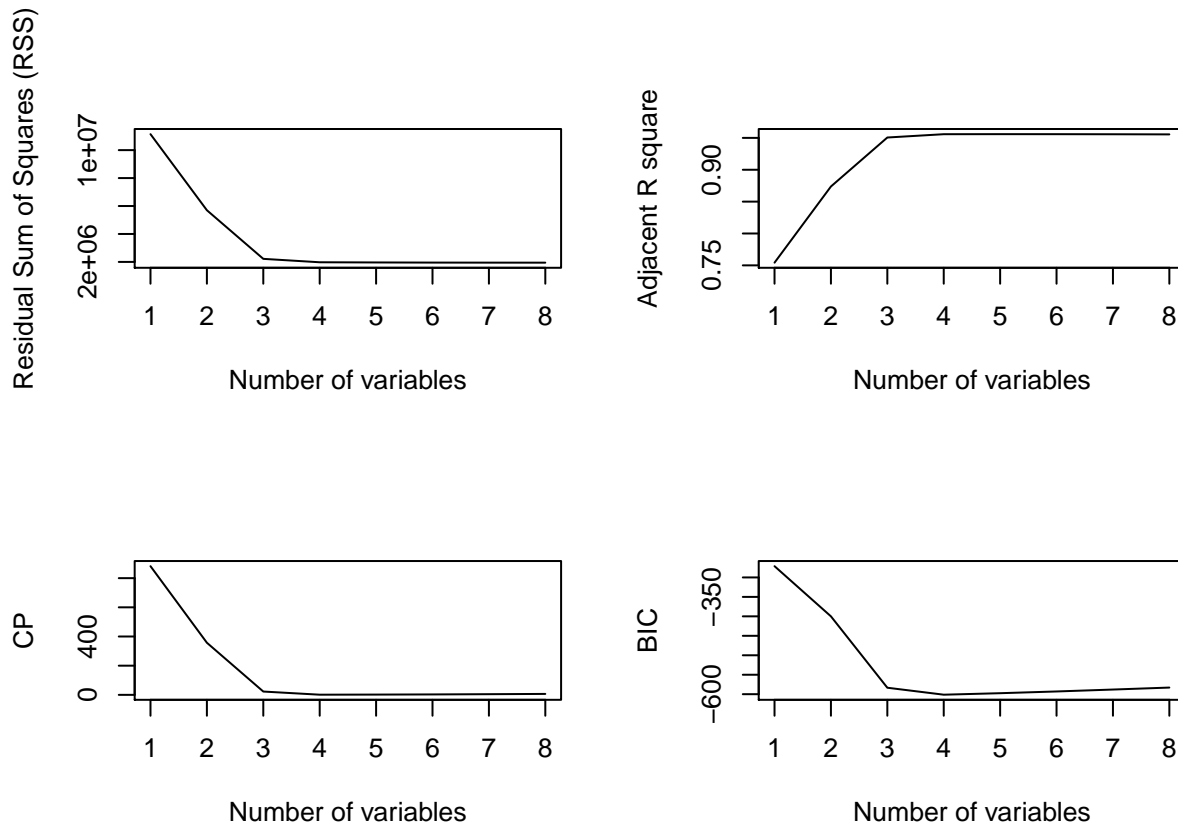 Residual Sum of Squares (RSS)
2e+06 1e+07
1 2 3 4 5 6 7 8
Number of variables
Adjacent R square
0.75 0.90
1 2 3 4 5 6 7 8
Number of variables
CP
0 400
1 2 3 4 5 6 7 8
Number of variables
BIC
−600 −350
1 2 3 4 5 6 7 8
Number of variables